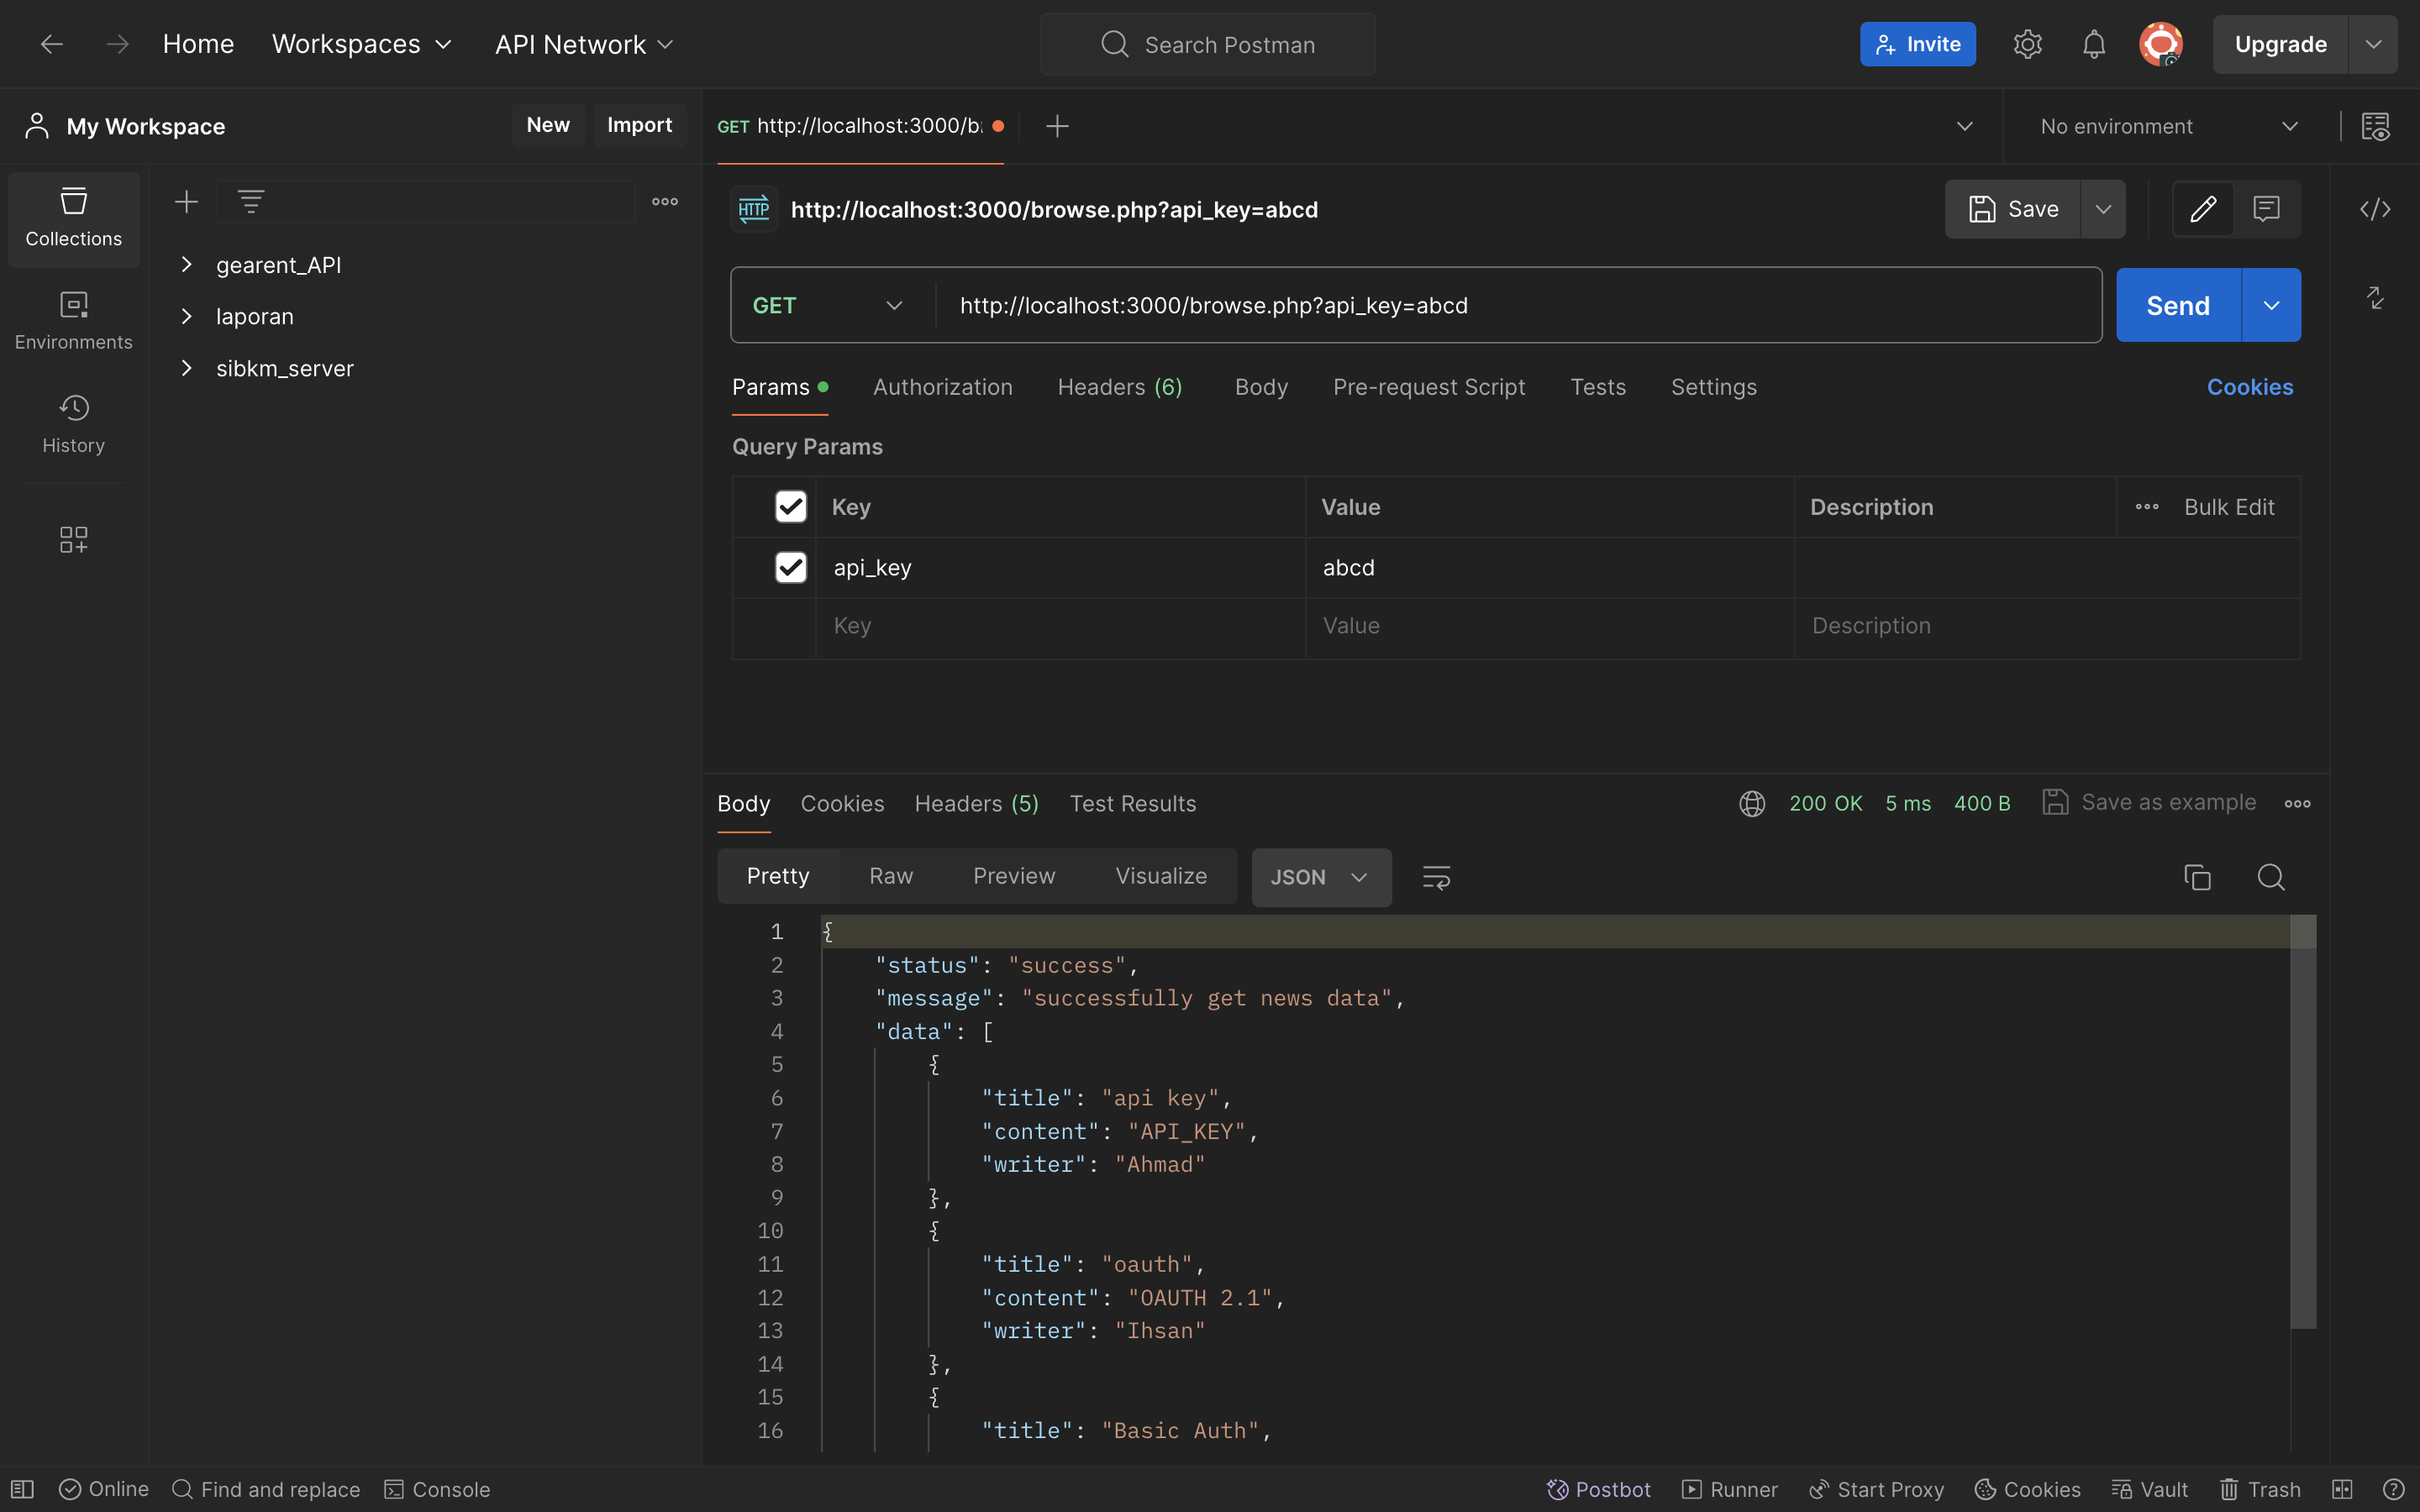 Home Workspaces API Network Search Postman Invite Upgrade
My Workspace New Import GET http://localhost:3000/b No environment
Collections
Environments
History
gearent_API
laporan
sibkm_server
HTTP http://localhost:3000/browse.php?api_key=abcd Save
GET http://localhost:3000/browse.php?api_key=abcd Send
Params Authorization Headers (6) Body Pre-request Script Tests Settings Cookies
Query Params
Key Value Description Bulk Edit
api_key abcd
Key Value Description
Body Cookies Headers (5) Test Results 200 OK 5 ms 400 B Save as example
Pretty Raw Preview Visualize JSON
1 {
2 "status": "success",
3 "message": "successfully get news data",
4 "data": [
5 {
6 "title": "api key",
7 "content": "API_KEY",
8 "writer": "Ahmad"
9 },
10 {
11 "title": "oauth",
12 "content": "OAUTH 2.1",
13 "writer": "Ihsan"
14 },
15 {
16 "title": "Basic Auth",
Online Find and replace Console Postbot Runner Start Proxy Cookies Vault Trash